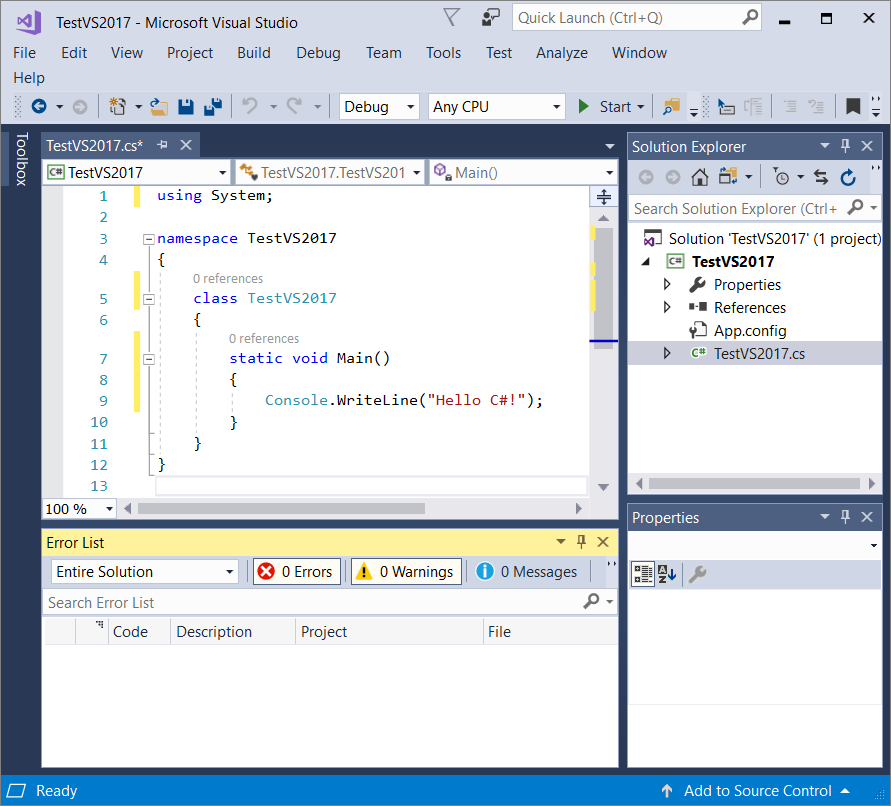 TestVS2017 - Microsoft Visual Studio
Quick Launch (Ctrl+Q)
File Edit View Project Build Debug Team Tools Test Analyze Window
Help
Debug Any CPU Start
Toolbox
TestVS2017.cs*
C# TestVS2017 TestVS2017.TestVS201 Main()
1 using System;
2
3 namespace TestVS2017
4 {
0 references
5 class TestVS2017
6 {
0 references
7 static void Main()
8 {
9 Console.WriteLine("Hello C#!");
10 }
11 }
12 }
13
100 %
Solution Explorer
Search Solution Explorer (Ctrl+
Solution 'TestVS2017' (1 project)
C# TestVS2017
Properties
References
App.config
C# TestVS2017.cs
Properties
Error List
Entire Solution 0 Errors 0 Warnings 0 Messages
Search Error List
Code Description Project File
Ready Add to Source Control